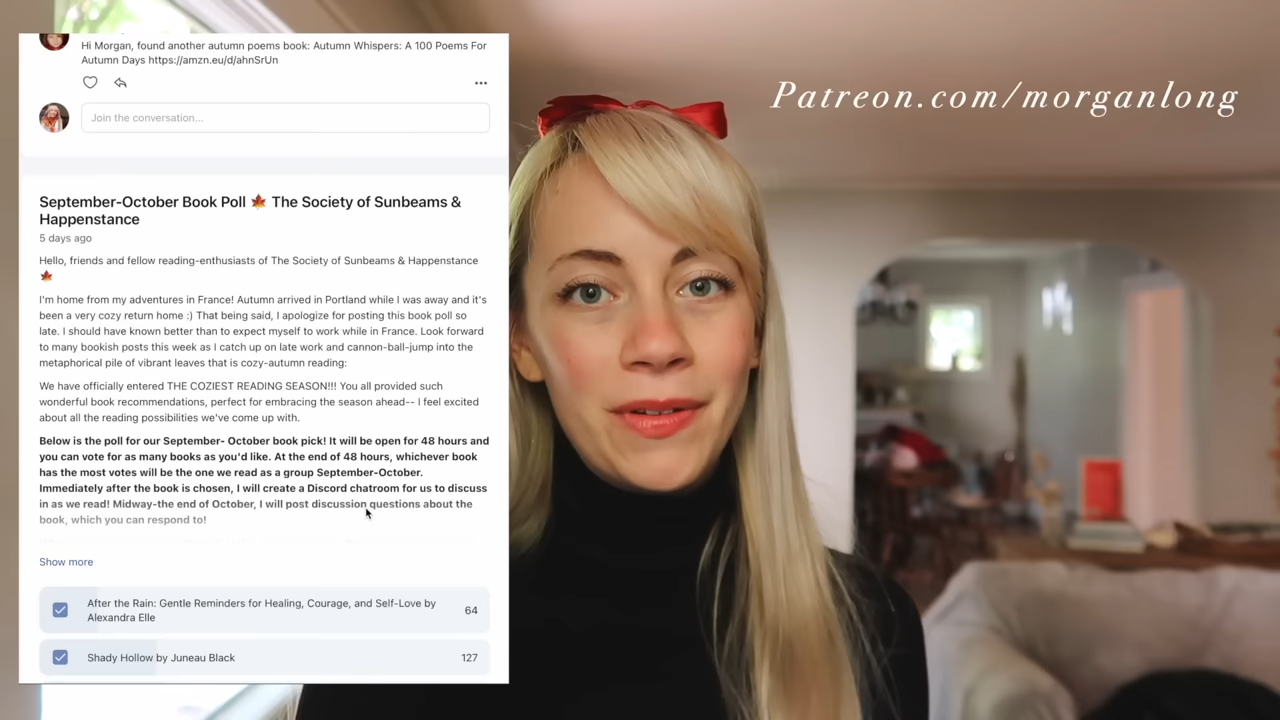 Hi Morgan, found another autumn poems book: Autumn Whispers: A 100 Poems For
Autumn Days https://amzn.eu/d/ahnSrUn
Join the conversation...
September-October Book Poll 🍁 The Society of Sunbeams &
Happenstance
5 days ago
Hello, friends and fellow reading-enthusiasts of The Society of Sunbeams & Happenstance
🍁
I'm home from my adventures in France! Autumn arrived in Portland while I was away and it's
been a very cozy return home :) That being said, I apologize for posting this book poll so
late. I should have known better than to expect myself to work while in France. Look forward
to many bookish posts this week as I catch up on late work and cannon-ball-jump into the
metaphorical pile of vibrant leaves that is cozy-autumn reading:
We have officially entered THE COZIEST READING SEASON!!! You all provided such
wonderful book recommendations, perfect for embracing the season ahead-- I feel excited
about all the reading possibilities we've come up with.
Below is the poll for our September- October book pick! It will be open for 48 hours and
you can vote for as many books as you'd like. At the end of 48 hours, whichever book
has the most votes will be the one we read as a group September-October.
Immediately after the book is chosen, I will create a Discord chatroom for us to discuss
in as we read! Midway-the end of October, I will post discussion questions about the
book, which you can respond to!
Show more
After the Rain: Gentle Reminders for Healing, Courage, and Self-Love by
Alexandra Elle
64
Shady Hollow by Juneau Black
127
Patreon.com/morganlong